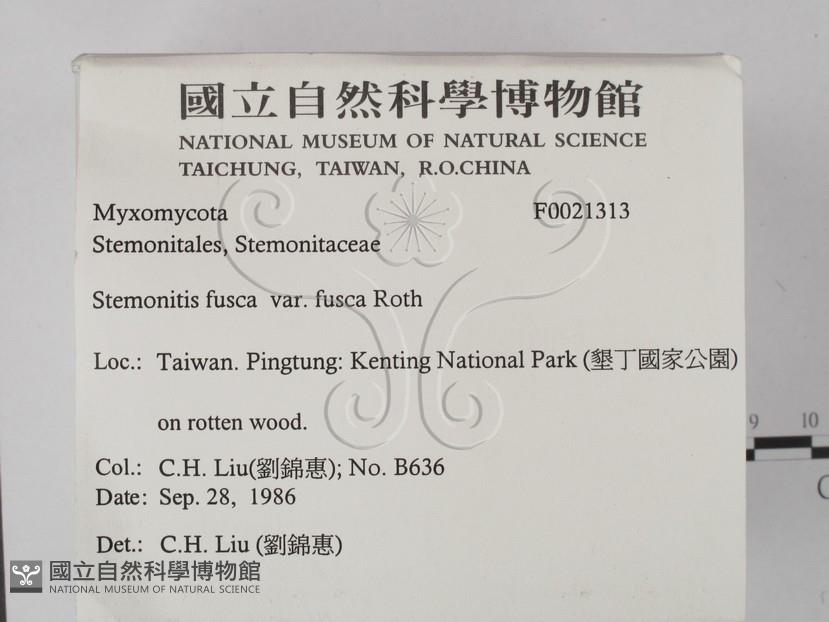 國立自然科學博物館
NATIONAL MUSEUM OF NATURAL SCIENCE
TAICHUNG, TAIWAN, R.O.CHINA
Myxomycota F0021313
Stemonitales, Stemonitaceae
Stemonitis fusca var. fusca Roth
Loc.: Taiwan. Pingtung: Kenting National Park (墾丁國家公園)
on rotten wood.
9 10
Col.: C.H. Liu(劉錦惠); No. B636
Date: Sep. 28, 1986
Det.: C.H. Liu (劉錦惠)
國立自然科學博物館
NATIONAL MUSEUM OF NATURAL SCIENCE